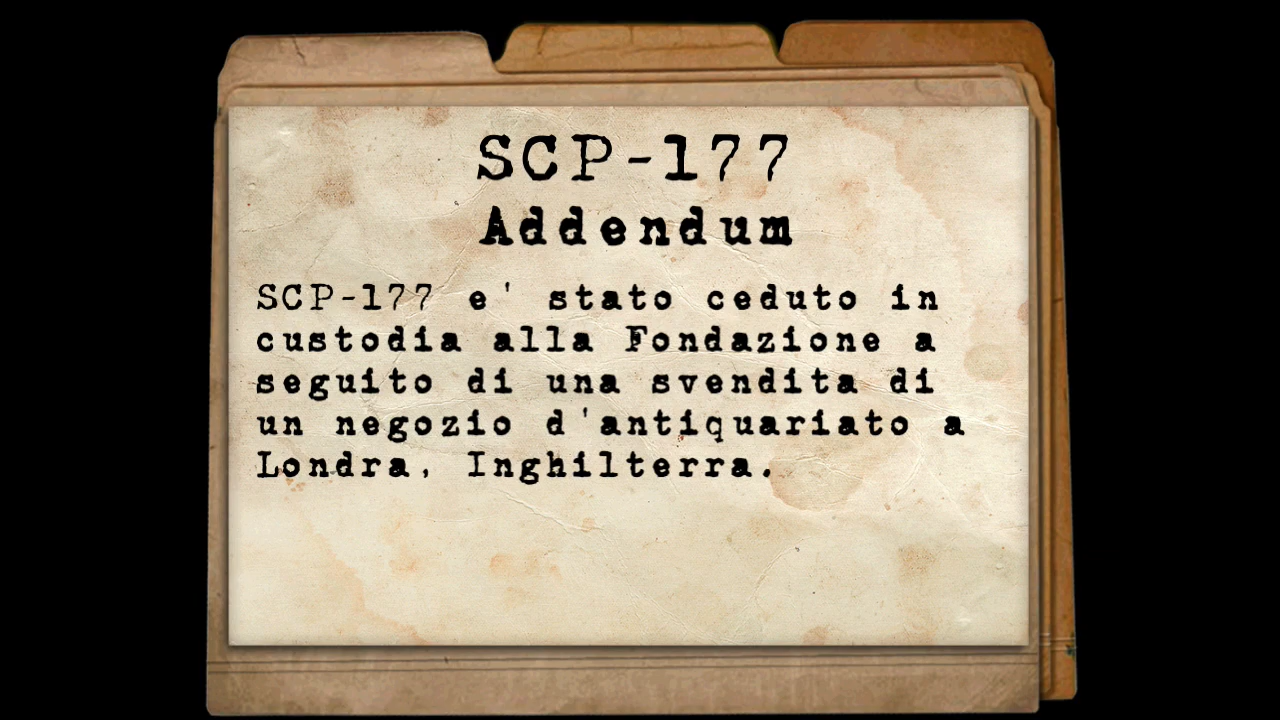 SCP-177
Addendum
SCP-177 e' stato ceduto in
custodia alla Fondazione a
seguito di una svendita di
un negozio d'antiquariato a
Londra, Inghilterra.